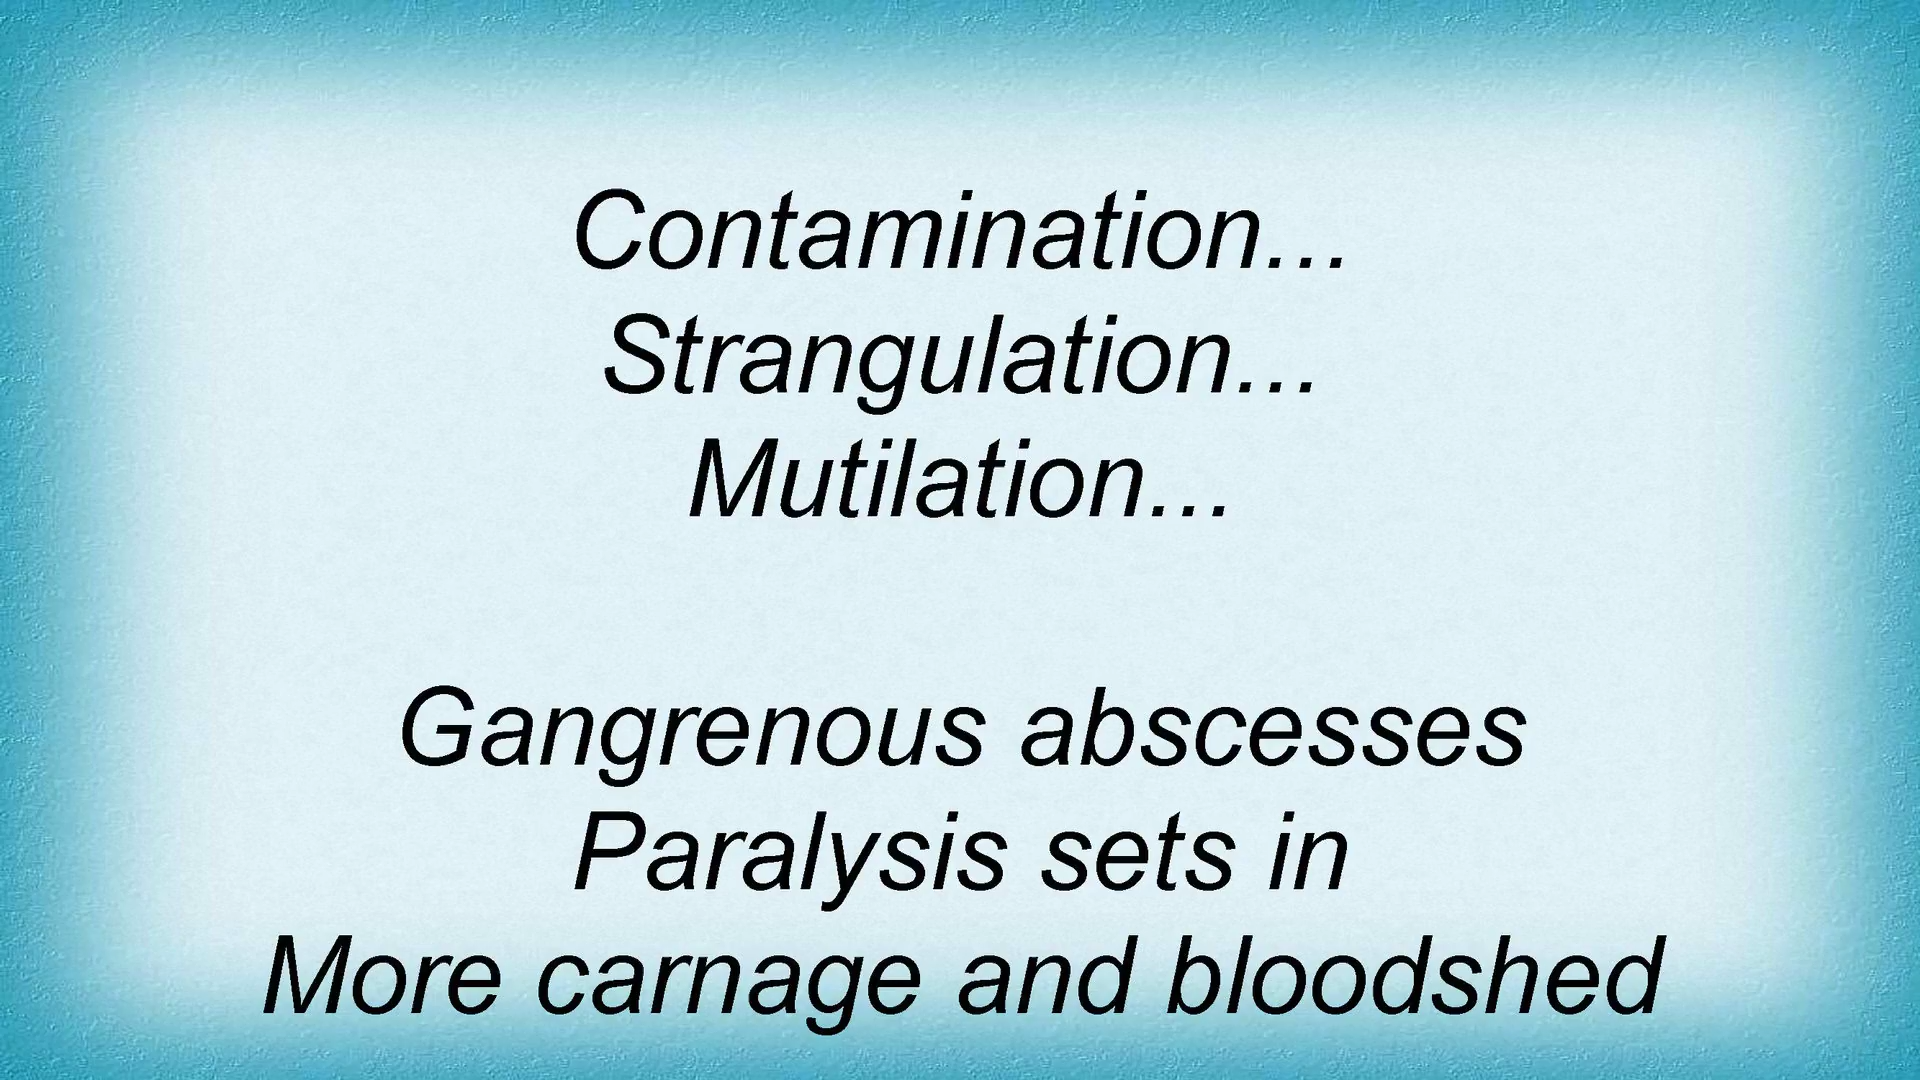 Contamination...
Strangulation...
Mutilation...
Gangrenous abscesses
Paralysis sets in
More carnage and bloodshed